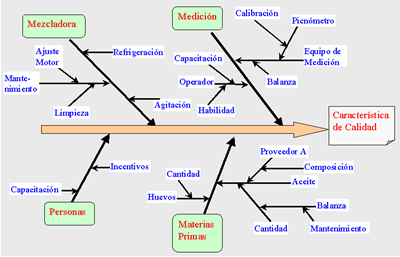 Mezcladora
Medición
Calibración
Picnómetro
Ajuste
Motor
Refrigeración
Capacitación
Equipo de
Medición
Mante-
nimiento
Operador
Balanza
Limpieza
Agitación
Habilidad
Característica
de Calidad
Proveedor A
Incentivos
Cantidad
Composición
Aceite
Capacitación
Huevos
Balanza
Personas
Materias
Primas
Cantidad
Mantenimiento